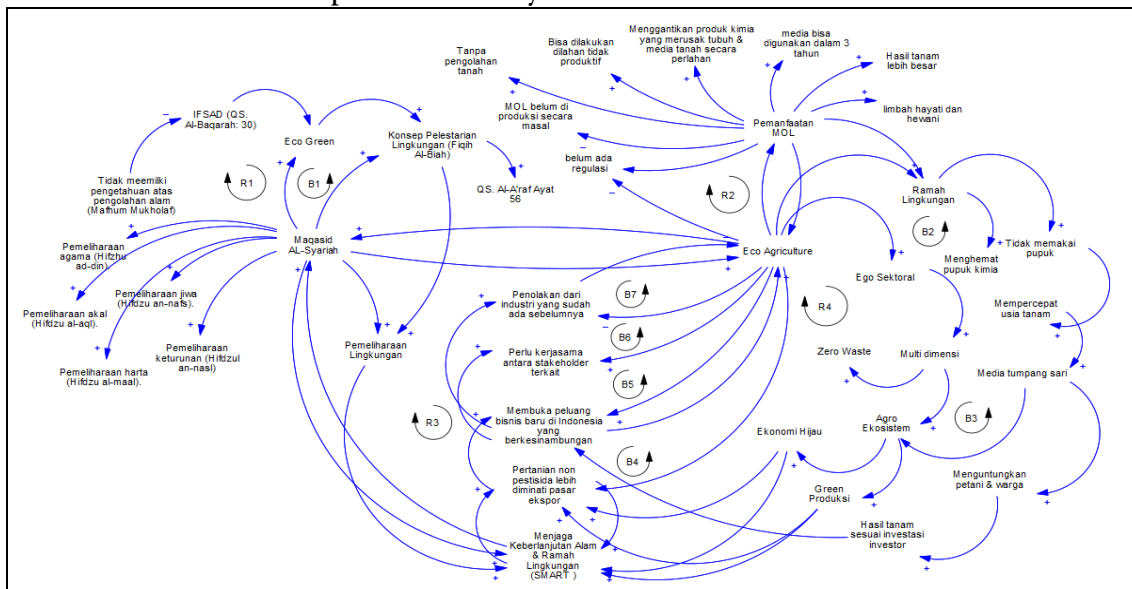 Tanpa
pengolahan
tanah
Bisa dilakukan
dilahan tidak
produktif
Menggantikan produk kimia
yang merusak tubuh &
media tanah secara
perlahan
media bisa
digunakan dalam 3
tahun
Hasil tanam
lebih besar
limbah hayati dan
hewani
IFSAD (QS.
Al-Baqarah: 30)
Eco Green
Konsep Pelestarian
Lingkungan (Fiqih
Al-Biah)
MOL belum di
produksi secara
masal
Pemanfaatan
MOL
belum ada
regulasi
QS. Al-A'raf Ayat
56
Tidak meemilki
pengetahuan atas
pengolahan alam
(Mafhum Mukholaf)
R1
B1
R2
Ramah
Lingkungan
B2
Maqasid
AL-Syariah
Eco Agriculture
Menghemat
pupuk kimia
Tidak memakai
pupuk
Pemeliharaan
agama (Hifzhu
ad-din).
Pemeliharaan jiwa
(Hifdzu an-nafs).
Pemeliharaan akal
(Hifdzu al-aql).
Penolakan dari
industri yang sudah
ada sebelumnya
B7
Ego Sektoral
R4
Mempercepat
usia tanam
B6
Pemeliharaan
keturunan (Hifdzul
an-nasl)
Pemeliharaan
Lingkungan
Perlu kerjasama
antara stakeholder
terkait
Zero Waste
Multi dimensi
Pemeliharaan harta
(Hifdzu al-maal).
B5
Media tumpang sari
R3
Membuka peluang
bisnis baru di Indonesia
yang
berkesinambungan
Ekonomi Hijau
Agro
Ekosistem
B3
B4
Pertanian non
pestisida lebih
diminati pasar
ekspor
Green
Produksi
Menguntungkan
petani & warga
Hasil tanam
sesuai investasi
investor
Menjaga
Keberlanjutan Alam
& Ramah
Lingkungan
(SMART )